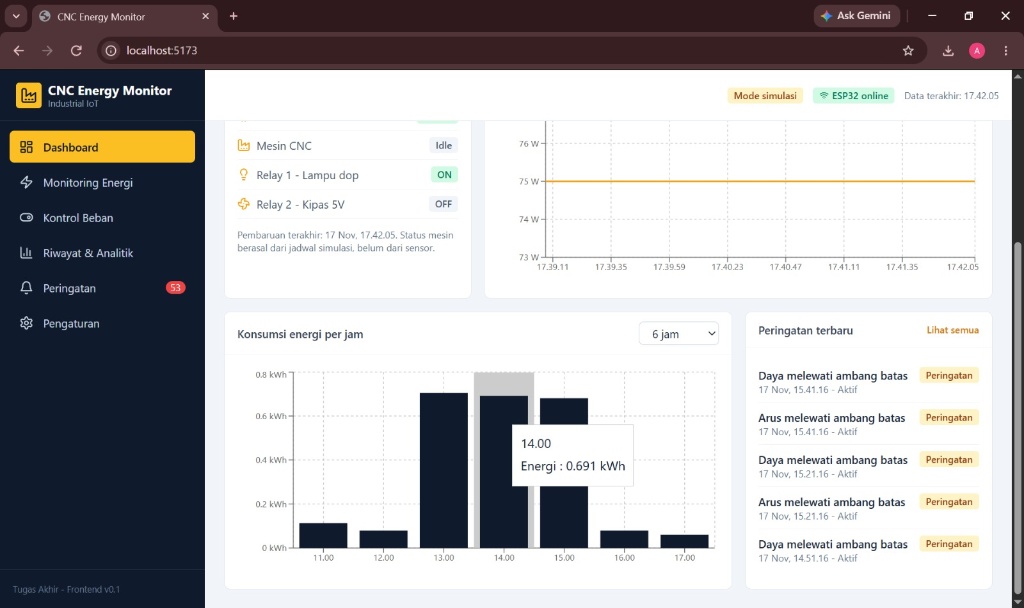 CNC Energy Monitor
Ask Gemini
localhost:5173
A
CNC Energy Monitor
Industrial IoT
Dashboard
Monitoring Energi
Kontrol Beban
Riwayat & Analitik
Peringatan
53
Pengaturan
Tugas Akhir - Frontend v0.1
Mode simulasi
ESP32 online
Data terakhir: 17.42.05
Mesin CNC
Idle
Relay 1 - Lampu dop
ON
Relay 2 - Kipas 5V
OFF
Pembaruan terakhir: 17 Nov, 17.42.05. Status mesin
berasal dari jadwal simulasi, belum dari sensor.
76 W
75 W
74 W
73 W
17.39.11 17.39.35 17.39.59 17.40.23 17.40.47 17.41.11 17.41.35 17.42.05
Konsumsi energi per jam
6 jam
0.8 kWh
0.6 kWh
0.4 kWh
0.2 kWh
0 kWh
11.00 12.00 13.00 14.00 15.00 16.00 17.00
14.00
Energi : 0.691 kWh
Peringatan terbaru
Lihat semua
Daya melewati ambang batas
Peringatan
17 Nov, 15.41.16 - Aktif
Arus melewati ambang batas
Peringatan
17 Nov, 15.41.16 - Aktif
Daya melewati ambang batas
Peringatan
17 Nov, 15.21.16 - Aktif
Arus melewati ambang batas
Peringatan
17 Nov, 15.21.16 - Aktif
Daya melewati ambang batas
Peringatan
17 Nov, 14.51.16 - Aktif